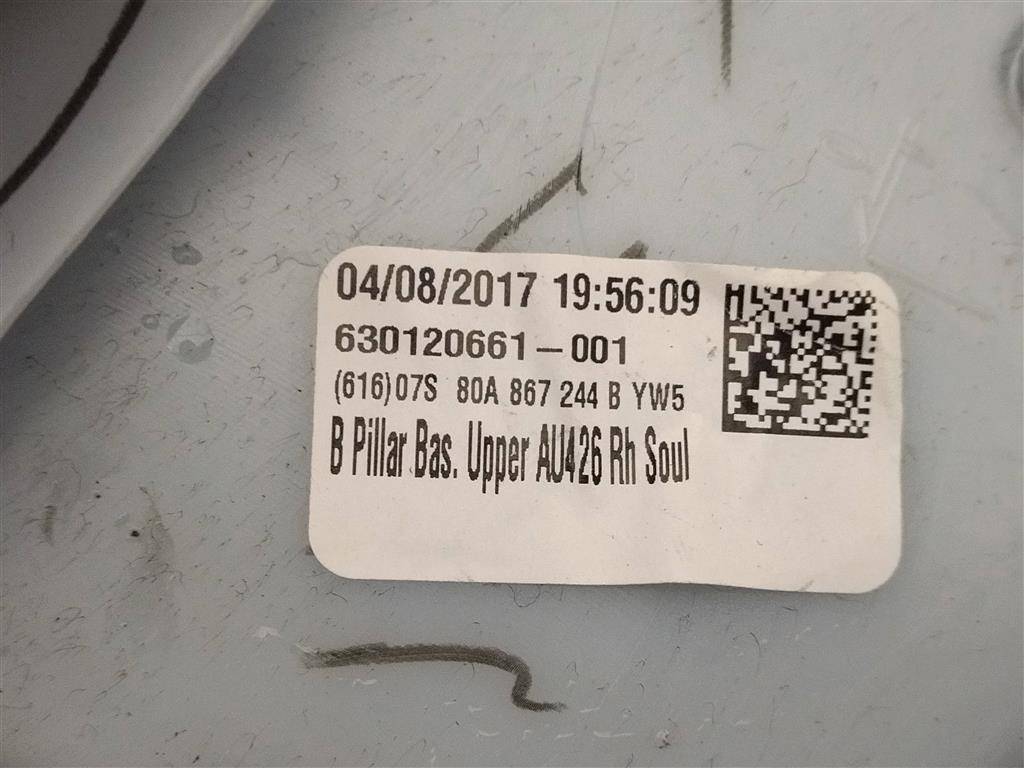 04/08/2017 19:56:09
630120661-001
(616)07S 80A 867 244 B YW5
B Pillar Bas. Upper AU426 Rh Soul